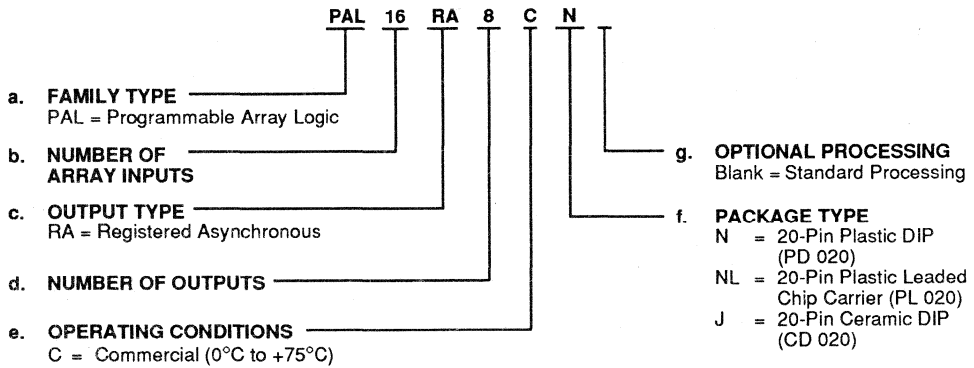 PAL 16 RA 8 C N
a. FAMILY TYPE
PAL = Programmable Array Logic
b. NUMBER OF
ARRAY INPUTS
c. OUTPUT TYPE
RA = Registered Asynchronous
d. NUMBER OF OUTPUTS
e. OPERATING CONDITIONS
C = Commercial (0°C to +75°C)
g. OPTIONAL PROCESSING
Blank = Standard Processing
f. PACKAGE TYPE
N = 20-Pin Plastic DIP
(PD 020)
NL = 20-Pin Plastic Leaded
Chip Carrier (PL 020)
J = 20-Pin Ceramic DIP
(CD 020)